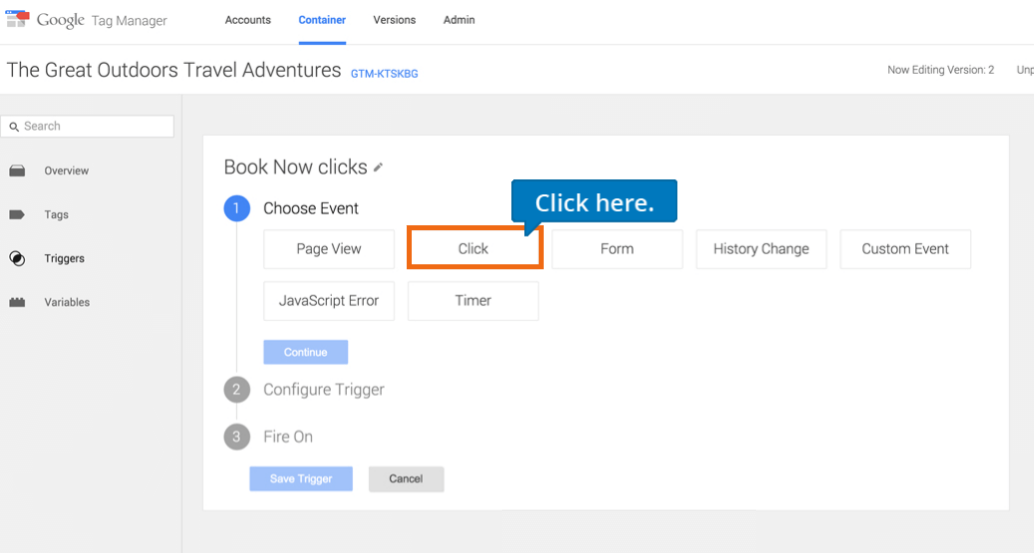 Google Tag Manager
Accounts Container Versions Admin
The Great Outdoors Travel Adventures GTM-KTSKBG
Now Editing Version: 2
Search
Overview
Tags
Triggers
Variables
Book Now clicks
1 Choose Event
Click here.
Page View Click Form History Change Custom Event
JavaScript Error Timer
Continue
2 Configure Trigger
3 Fire On
Save Trigger Cancel